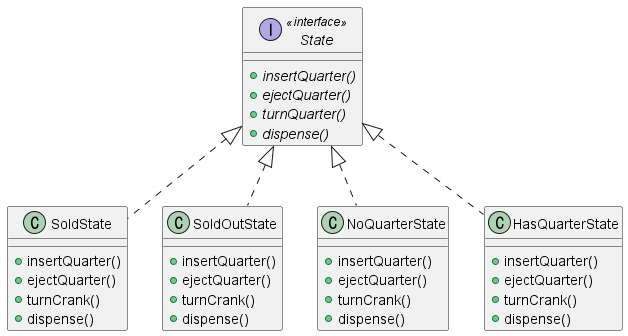 I
«interface»
State
insertQuarter()
ejectQuarter()
turnQuarter()
dispense()
C SoldState
insertQuarter()
ejectQuarter()
turnCrank()
dispense()
C SoldOutState
insertQuarter()
ejectQuarter()
turnCrank()
dispense()
C NoQuarterState
insertQuarter()
ejectQuarter()
turnCrank()
dispense()
C HasQuarterState
insertQuarter()
ejectQuarter()
turnCrank()
dispense()